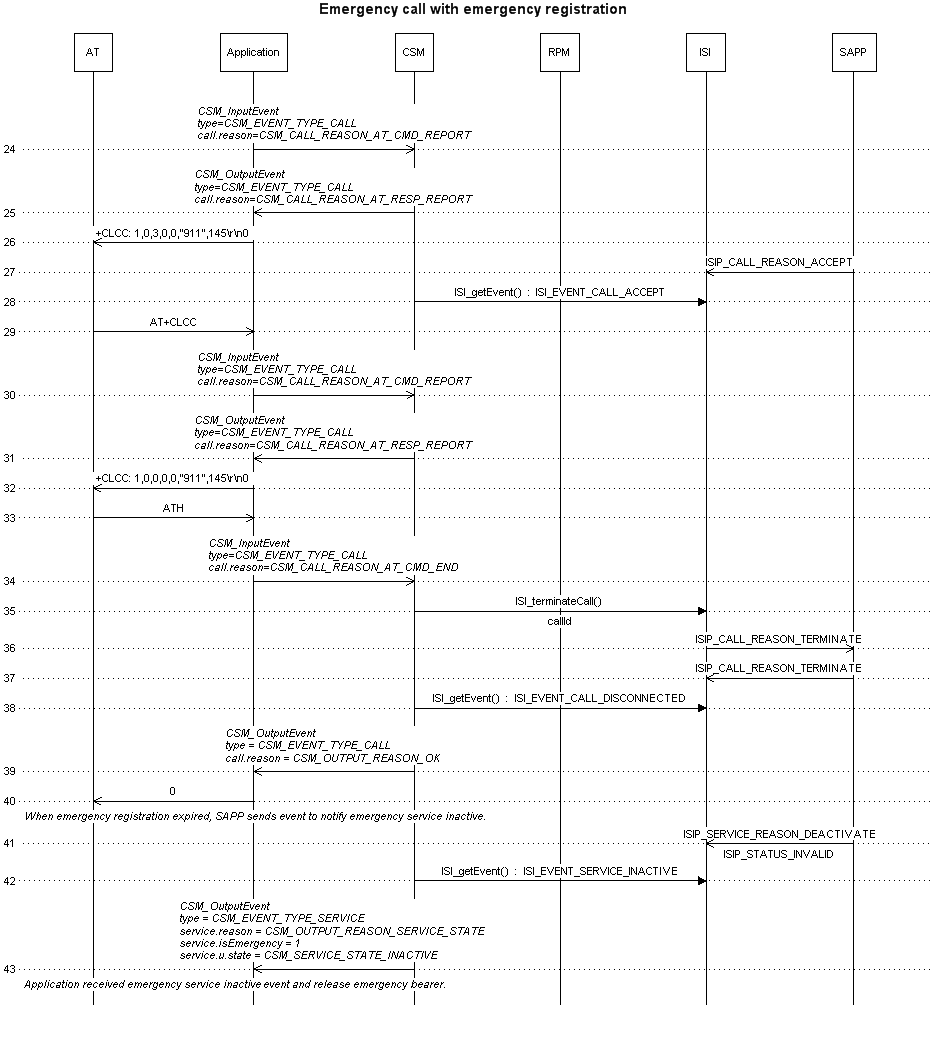 Emergency call with emergency registration
AT
Application
CSM
RPM
ISI
SAPP
CSM_InputEvent
type=CSM_EVENT_TYPE_CALL
call.reason=CSM_CALL_REASON_AT_CMD_REPORT
24
CSM_OutputEvent
type=CSM_EVENT_TYPE_CALL
call.reason=CSM_CALL_REASON_AT_RESP_REPORT
25
+CLCC: 1,0,3,0,0,"911",145\r\n0
26
ISIP_CALL_REASON_ACCEPT
27
ISI_getEvent() : ISI_EVENT_CALL_ACCEPT
28
AT+CLCC
29
CSM_InputEvent
type=CSM_EVENT_TYPE_CALL
call.reason=CSM_CALL_REASON_AT_CMD_REPORT
30
CSM_OutputEvent
type=CSM_EVENT_TYPE_CALL
call.reason=CSM_CALL_REASON_AT_RESP_REPORT
31
+CLCC: 1,0,0,0,0,"911",145\r\n0
32
ATH
33
CSM_InputEvent
type=CSM_EVENT_TYPE_CALL
call.reason=CSM_CALL_REASON_AT_CMD_END
34
ISI_terminateCall()
35
callId
ISIP_CALL_REASON_TERMINATE
36
ISIP_CALL_REASON_TERMINATE
37
ISI_getEvent() : ISI_EVENT_CALL_DISCONNECTED
38
CSM_OutputEvent
type = CSM_EVENT_TYPE_CALL
call.reason = CSM_OUTPUT_REASON_OK
39
0
40
When emergency registration expired, SAPP sends event to notify emergency service inactive.
ISIP_SERVICE_REASON_DEACTIVATE
41
ISIP_STATUS_INVALID
ISI_getEvent() : ISI_EVENT_SERVICE_INACTIVE
42
CSM_OutputEvent
type = CSM_EVENT_TYPE_SERVICE
service.reason = CSM_OUTPUT_REASON_SERVICE_STATE
service.isEmergency = 1
service.u.state = CSM_SERVICE_STATE_INACTIVE
43
Application received emergency service inactive event and release emergency bearer.